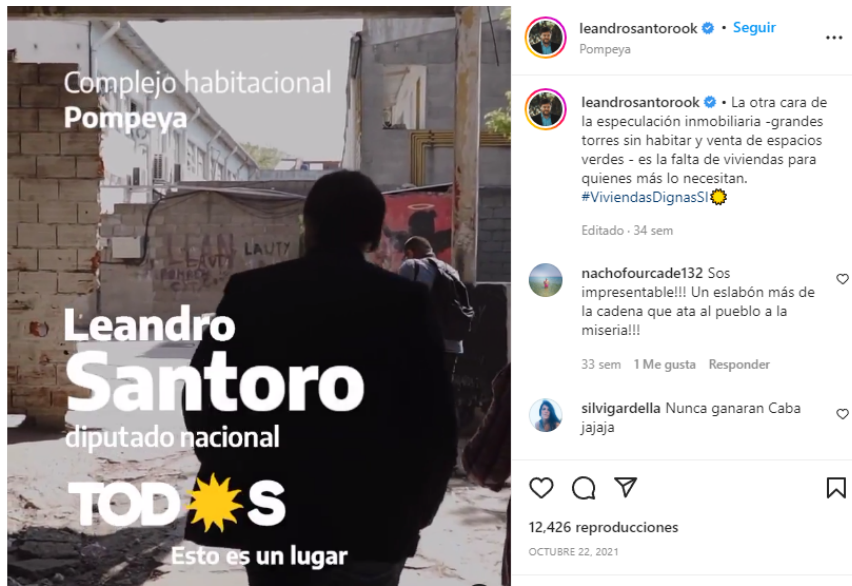 Complejo habitacional
Pompeya
LAUTY
Leandro
Santoro
diputado nacional
TODOS
Esto es un lugar
leandrosantorook • Seguir
Pompeya
leandrosantorook • La otra cara de
la especulación inmobiliaria -grandes
torres sin habitar y venta de espacios
verdes - es la falta de viviendas para
quienes más lo necesitan.
#ViviendasDignasSI
Editado · 34 sem
nachofourcade132 Sos
impresentable!!! Un eslabón más de
la cadena que ata al pueblo a la
miseria!!!
33 sem 1 Me gusta Responder
silvigardella Nunca ganaran Caba
jajaja
12,426 reproducciones
OCTUBRE 22, 2021